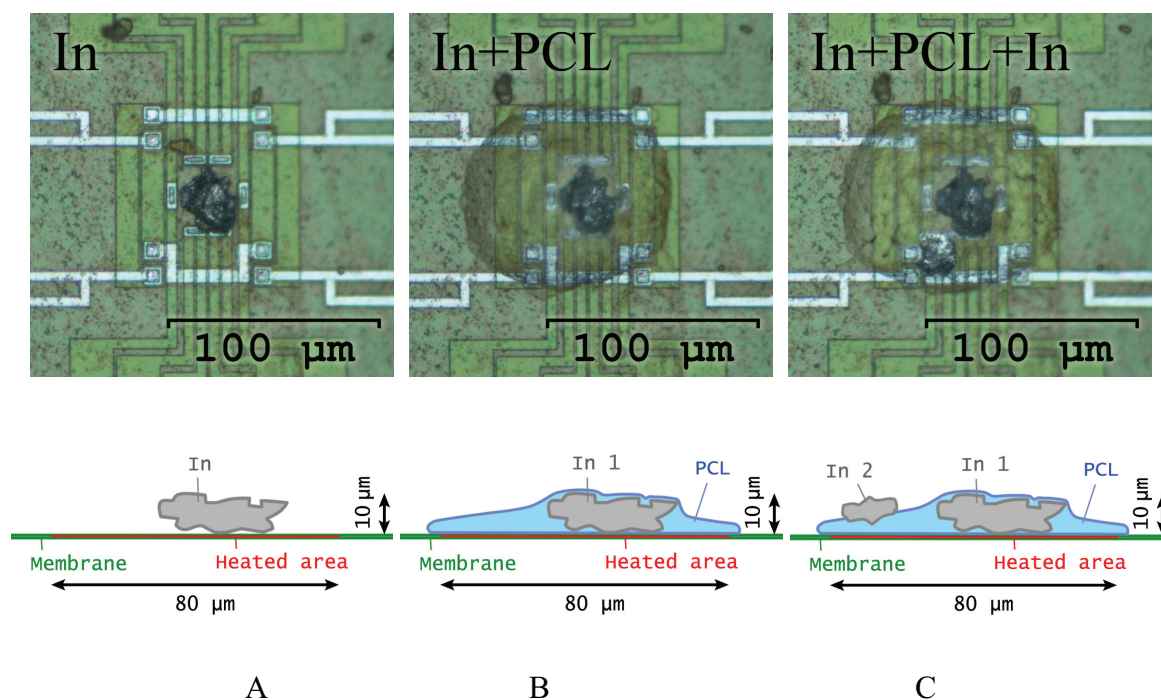 In
In+PCL
In+PCL+In
100 µm
100 µm
100 µm
In
10 µm
Membrane
Heated area
80 µm
In 1
PCL
10 µm
Membrane
Heated area
80 µm
In 2
In 1
PCL
10 µm
Membrane
Heated area
80 µm
A
B
C